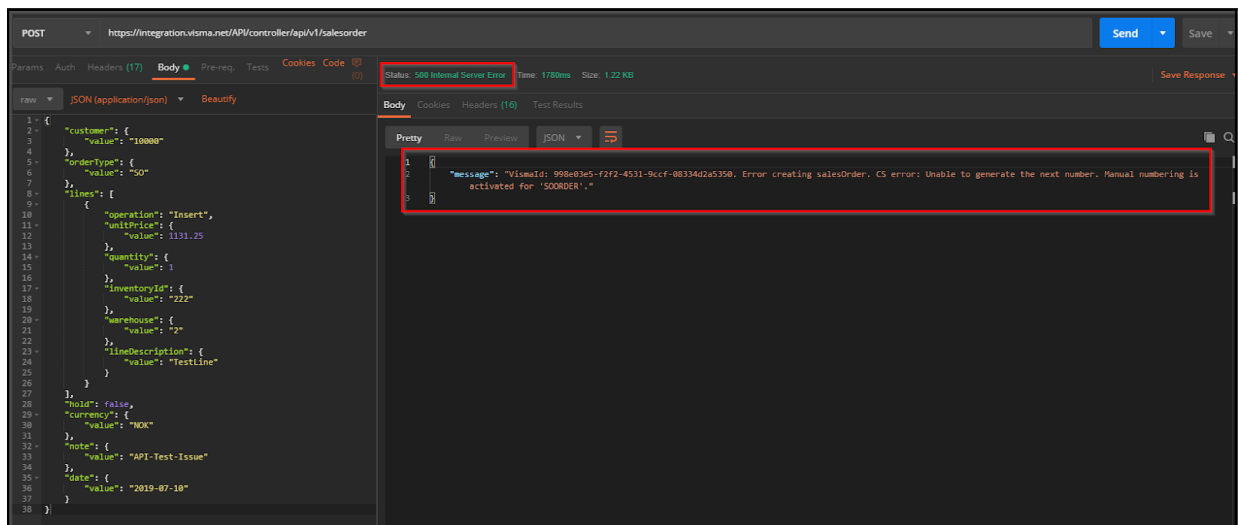 POST https://integration.visma.net/API/controller/api/v1/salesorder Send Save
Params Auth Headers (17) Body Pre-req. Tests Cookies Code (0)
Status: 500 Internal Server Error Time: 1780ms Size: 1.22 KB Save Response
raw JSON (application/json) Beautify
Body Cookies Headers (16) Test Results
Pretty Raw Preview JSON
1 {
2 "customer": {
3 "value": "10000"
4 },
5 "orderType": {
6 "value": "SO"
7 },
8 "lines": [
9 {
10 "operation": "Insert",
11 "unitPrice": {
12 "value": 1131.25
13 },
14 "quantity": {
15 "value": 1
16 },
17 "inventoryId": {
18 "value": "222"
19 },
20 "warehouse": {
21 "value": "2"
22 },
23 "lineDescription": {
24 "value": "TestLine"
25 }
26 }
27 ],
28 "hold": false,
29 "currency": {
30 "value": "NOK"
31 },
32 "note": {
33 "value": "API-Test-Issue"
34 },
35 "date": {
36 "value": "2019-07-10"
37 }
38 }
1 {
2 "message": "VismaId: 998e03e5-f2f2-4531-9ccf-08334d2a5350. Error creating salesOrder. CS error: Unable to generate the next number. Manual numbering is
activated for 'SOORDER'."
3 }